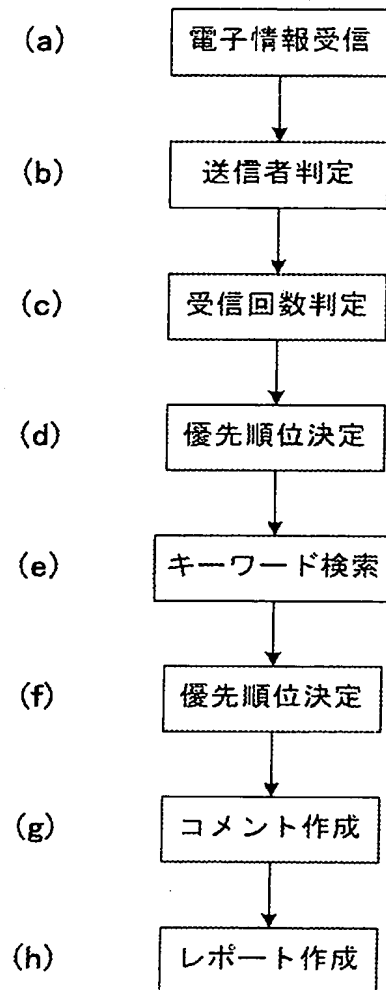 (a) 電子情報受信
(b) 送信者判定
(c) 受信回数判定
(d) 優先順位決定
(e) キーワード検索
(f) 優先順位決定
(g) コメント作成
(h) レポート作成